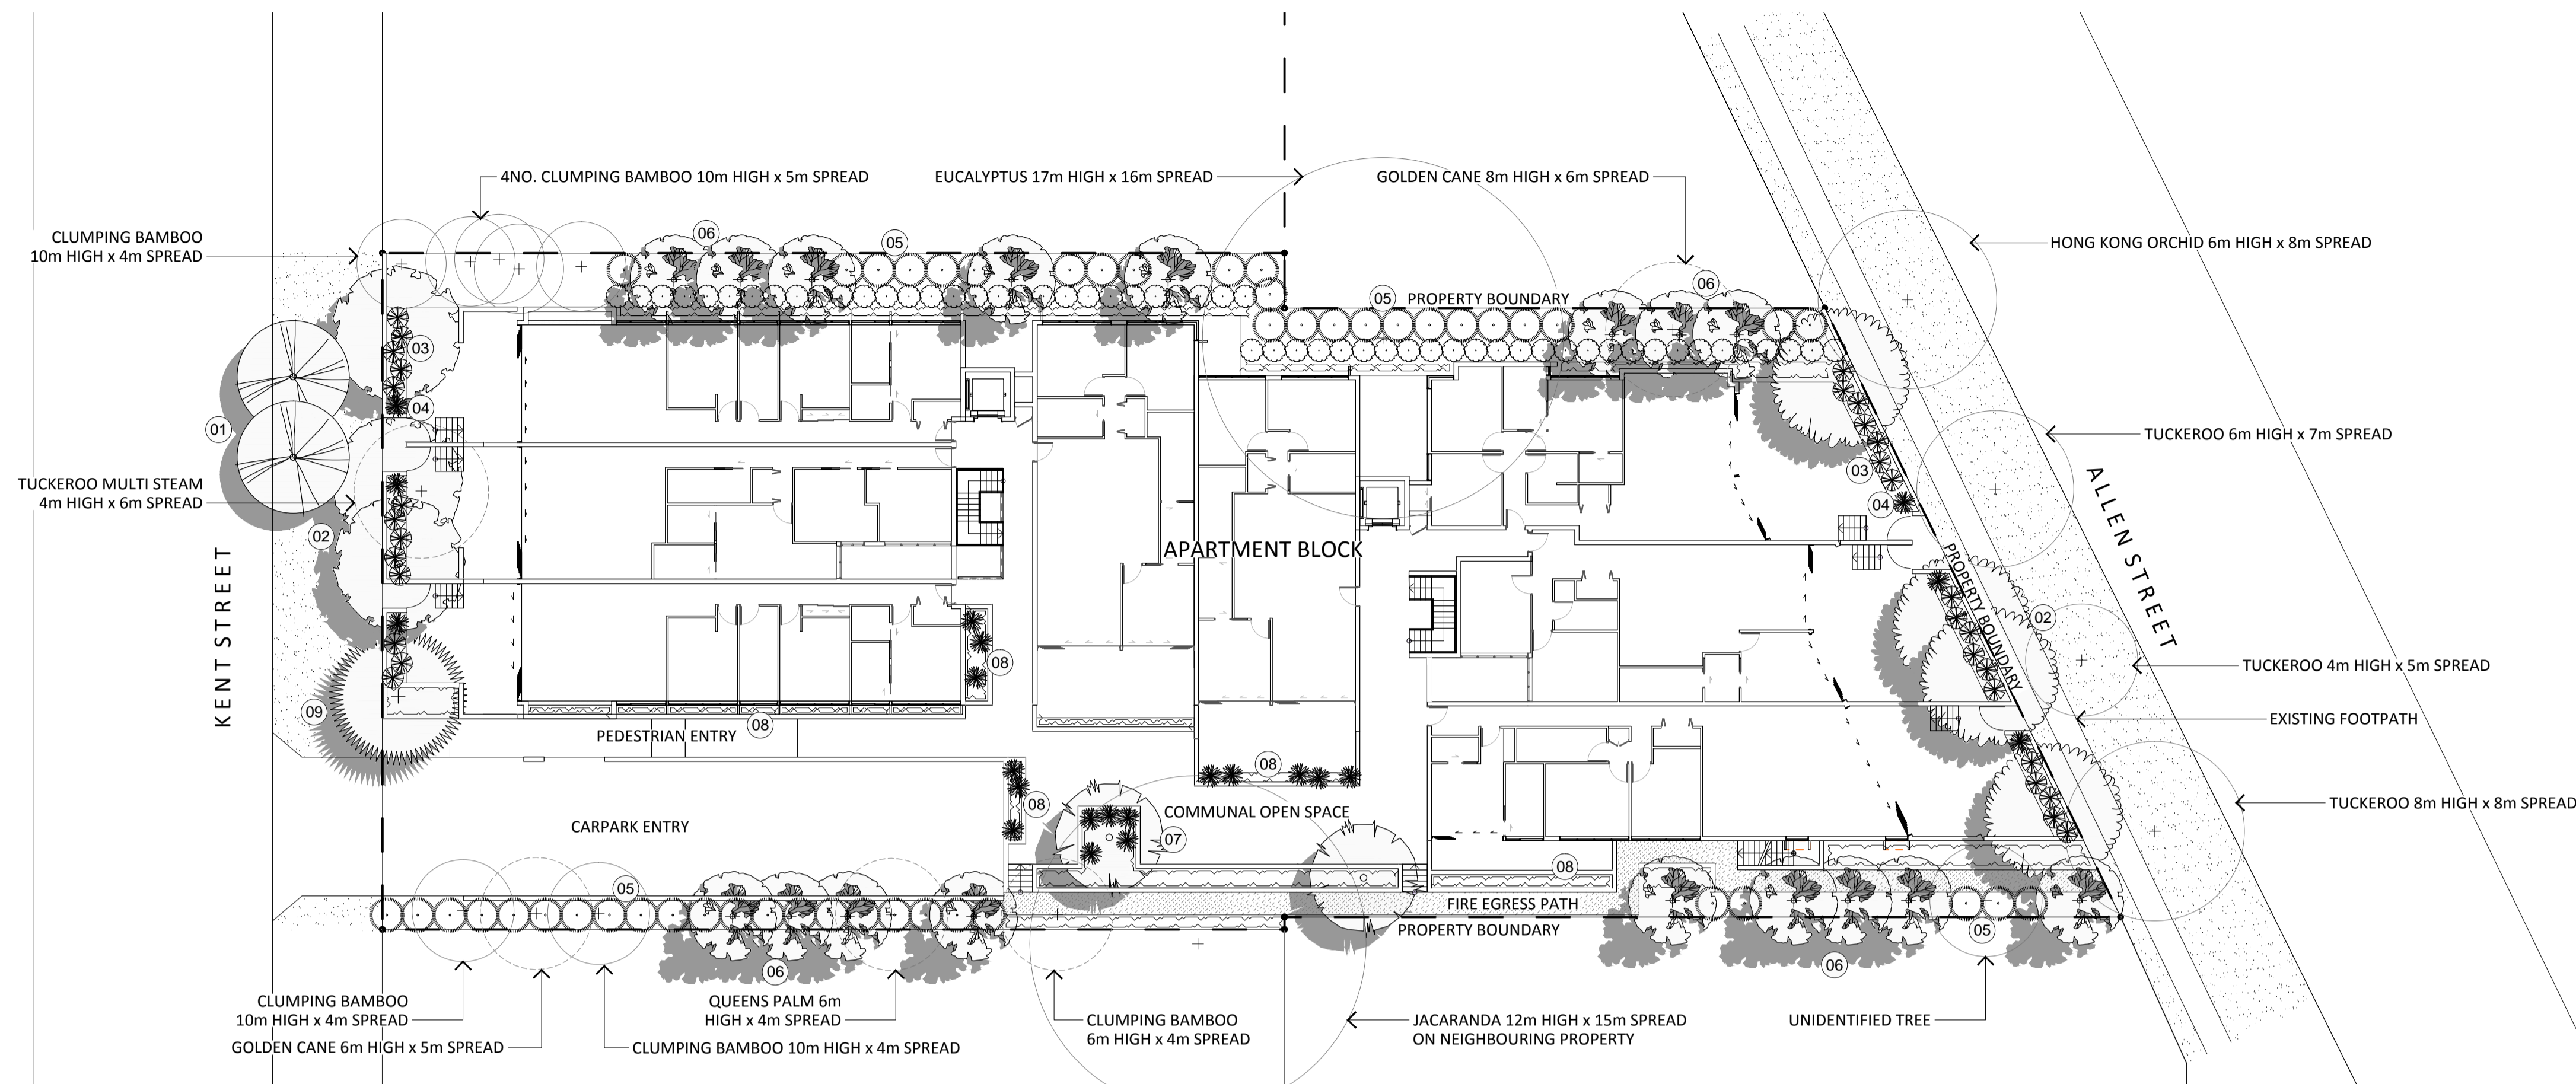 4NO. CLUMPING BAMBOO 10m HIGH x 5m SPREAD
EUCALYPTUS 17m HIGH x 16m SPREAD
GOLDEN CANE 8m HIGH x 6m SPREAD
CLUMPING BAMBOO
10m HIGH x 4m SPREAD
06
05
HONG KONG ORCHID 6m HIGH x 8m SPREAD
05
PROPERTY BOUNDARY
06
03
04
01
TUCKEROO 6m HIGH x 7m SPREAD
03
04
TUCKEROO MULTI STEAM
4m HIGH x 6m SPREAD
02
APARTMENT BLOCK
KENT STREET
ALLEN STREET
PROPERTY BOUNDARY
02
08
TUCKEROO 4m HIGH x 5m SPREAD
09
08
PEDESTRIAN ENTRY
EXISTING FOOTPATH
08
08
COMMUNAL OPEN SPACE
TUCKEROO 8m HIGH x 8m SPREAD
CARPARK ENTRY
07
08
05
FIRE EGRESS PATH
PROPERTY BOUNDARY
05
06
06
CLUMPING BAMBOO
10m HIGH x 4m SPREAD
QUEENS PALM 6m
HIGH x 4m SPREAD
CLUMPING BAMBOO
6m HIGH x 4m SPREAD
JACARANDA 12m HIGH x 15m SPREAD
ON NEIGHBOURING PROPERTY
UNIDENTIFIED TREE
GOLDEN CANE 6m HIGH x 5m SPREAD
CLUMPING BAMBOO 10m HIGH x 4m SPREAD